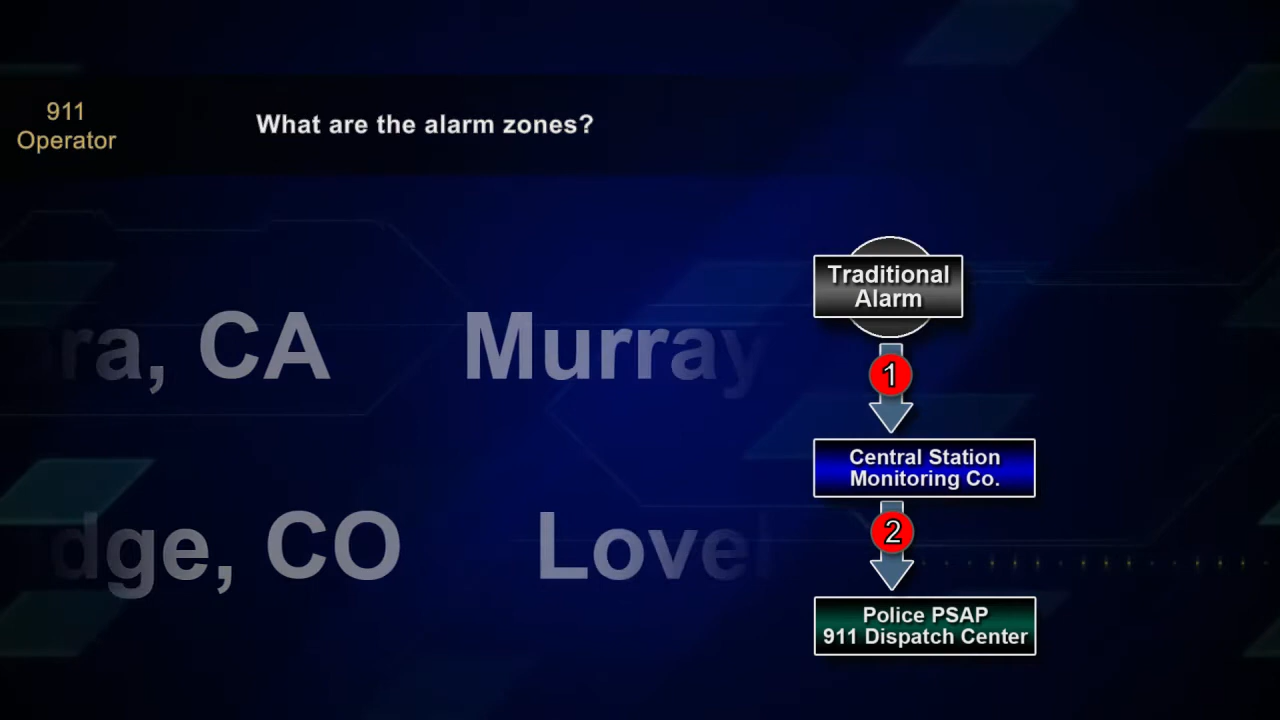 911
Operator
What are the alarm zones?
Traditional
Alarm
ra, CA Murray
1
Central Station
Monitoring Co.
2
dge, CO Lovel
Police PSAP
911 Dispatch Center